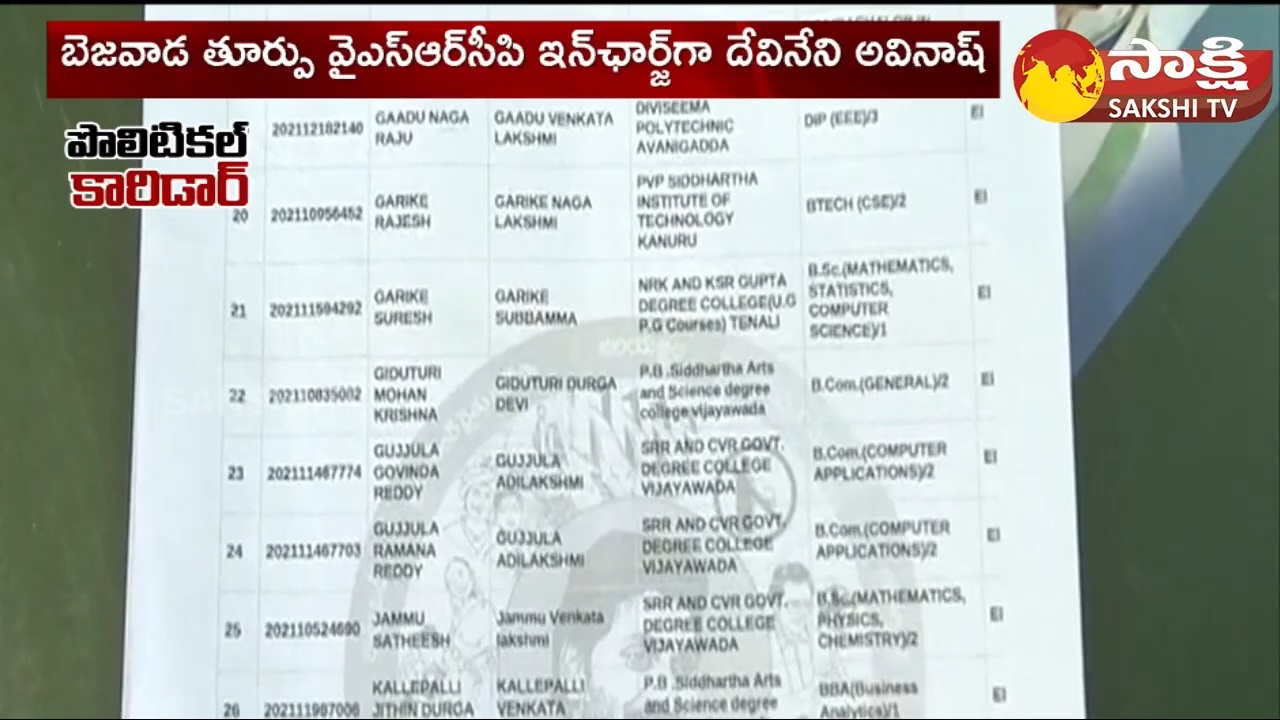 బెజవాడ తూర్పు వైఎస్ఆర్‌సీపి ఇన్‌ఛార్జ్‌గా దేవినేని అవినాష్
సాక్షి
SAKSHI TV
పొలిటికల్
కారిడార్
202112182140 GAADU NAGA RAJU GAADU VENKATA LAKSHMI DIVISEEMA POLYTECHNIC AVANIGADDA DIP (EEE)/3 EI
20 202110956452 GARIKE RAJESH GARIKE NAGA LAKSHMI PVP SIDDHARTHA INSTITUTE OF TECHNOLOGY KANURU BTECH (CSE)/2 EI
21 202111594292 GARIKE SURESH GARIKE SUBBAMMA NRK AND KSR GUPTA DEGREE COLLEGE(U.G P.G Courses) TENALI B.Sc.(MATHEMATICS, STATISTICS, COMPUTER SCIENCE)/1 EI
22 202110835002 GIDUTURI MOHAN KRISHNA GIDUTURI DURGA DEVI P.B .Siddhartha Arts and Science degree college vijayawada B.Com.(GENERAL)/2 EI
23 202111467774 GUJJULA GOVINDA REDDY GUJJULA ADILAKSHMI SRR AND CVR GOVT. DEGREE COLLEGE VIJAYAWADA B.Com.(COMPUTER APPLICATIONS)/2 EI
24 202111467703 GUJJULA RAMANA REDDY GUJJULA ADILAKSHMI SRR AND CVR GOVT. DEGREE COLLEGE VIJAYAWADA B.Com.(COMPUTER APPLICATIONS)/2 EI
25 202110524690 JAMMU SATHEESH Jammu Venkata lakshmi SRR AND CVR GOVT. DEGREE COLLEGE VIJAYAWADA B.Sc.(MATHEMATICS, PHYSICS, CHEMISTRY)/2 EI
26 202111987006 KALLEPALLI JITHIN DURGA KALLEPALLI VENKATA P.B .Siddhartha Arts and Science degree BBA(Business Analytics)/1 EI